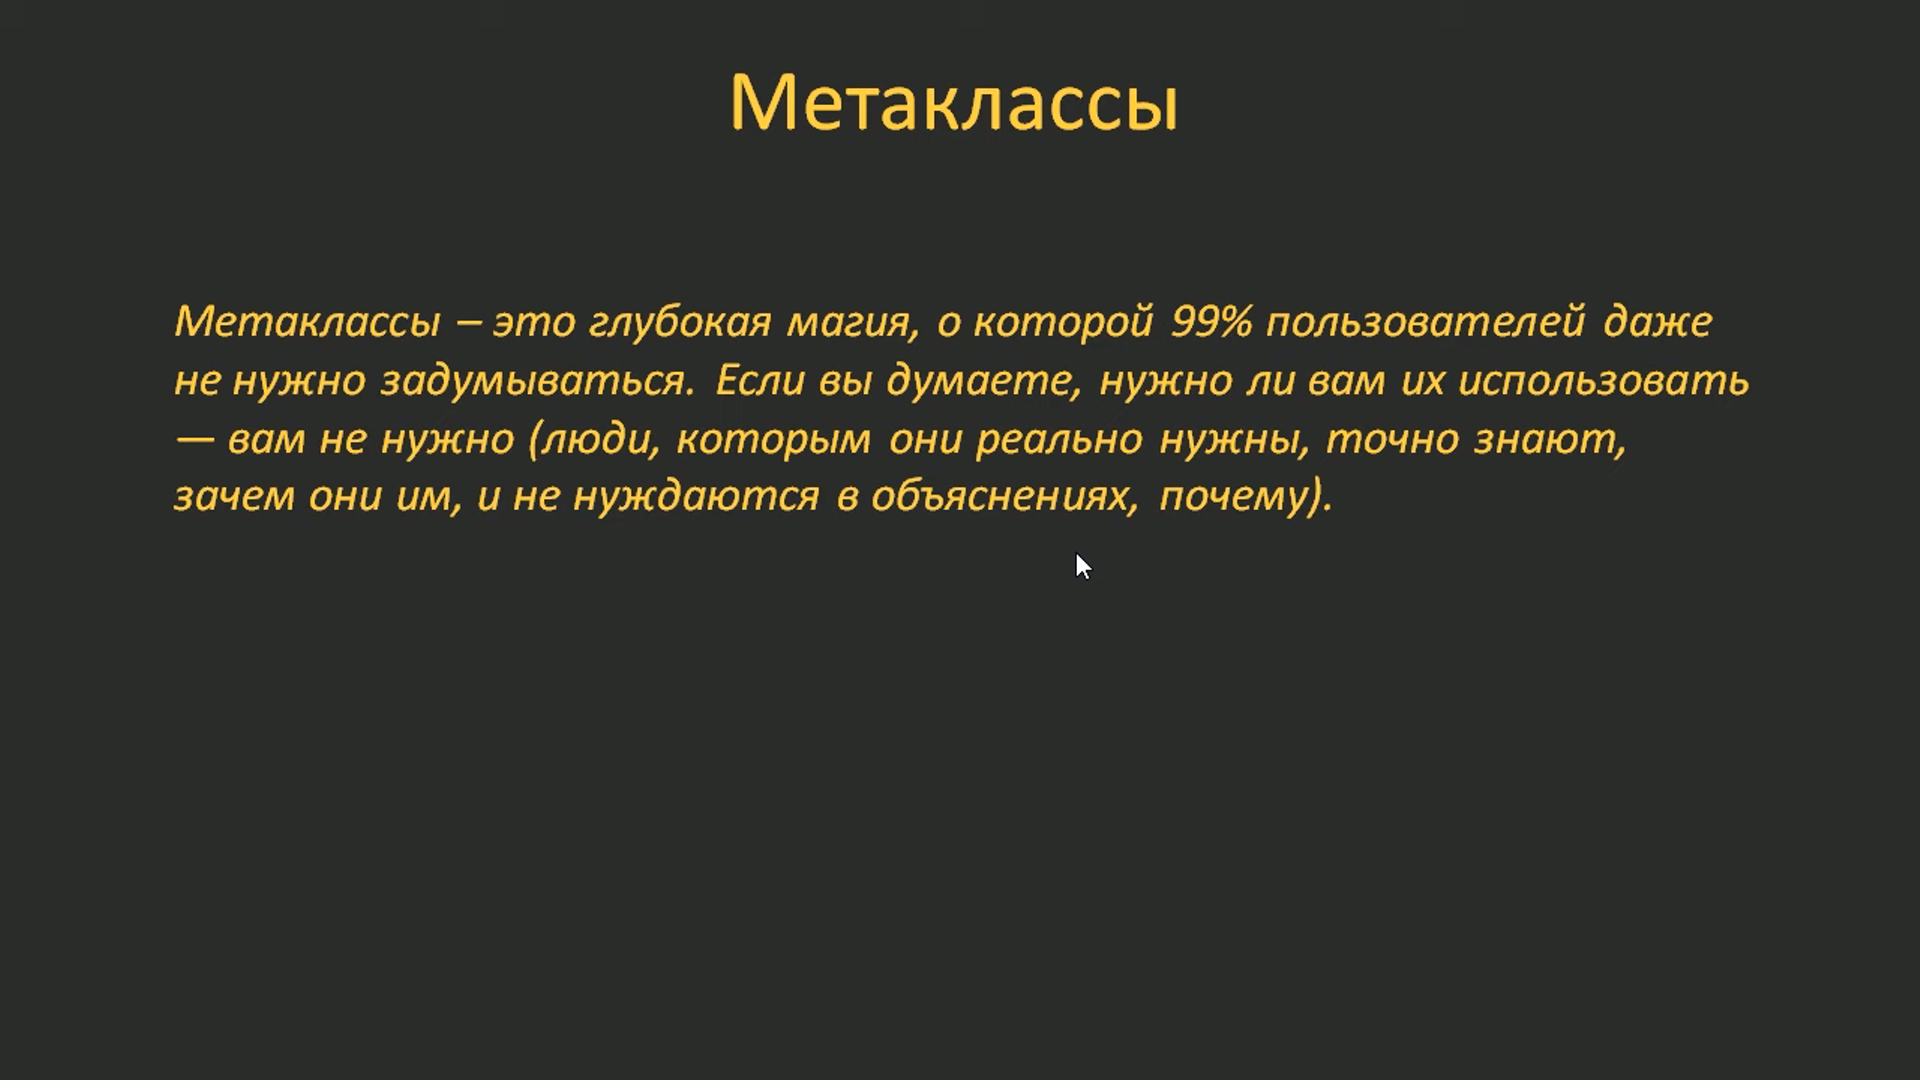 Метаклассы
Метаклассы – это глубокая магия, о которой 99% пользователей даже
не нужно задумываться. Если вы думаете, нужно ли вам их использовать
— вам не нужно (люди, которым они реально нужны, точно знают,
зачем они им, и не нуждаются в объяснениях, почему).